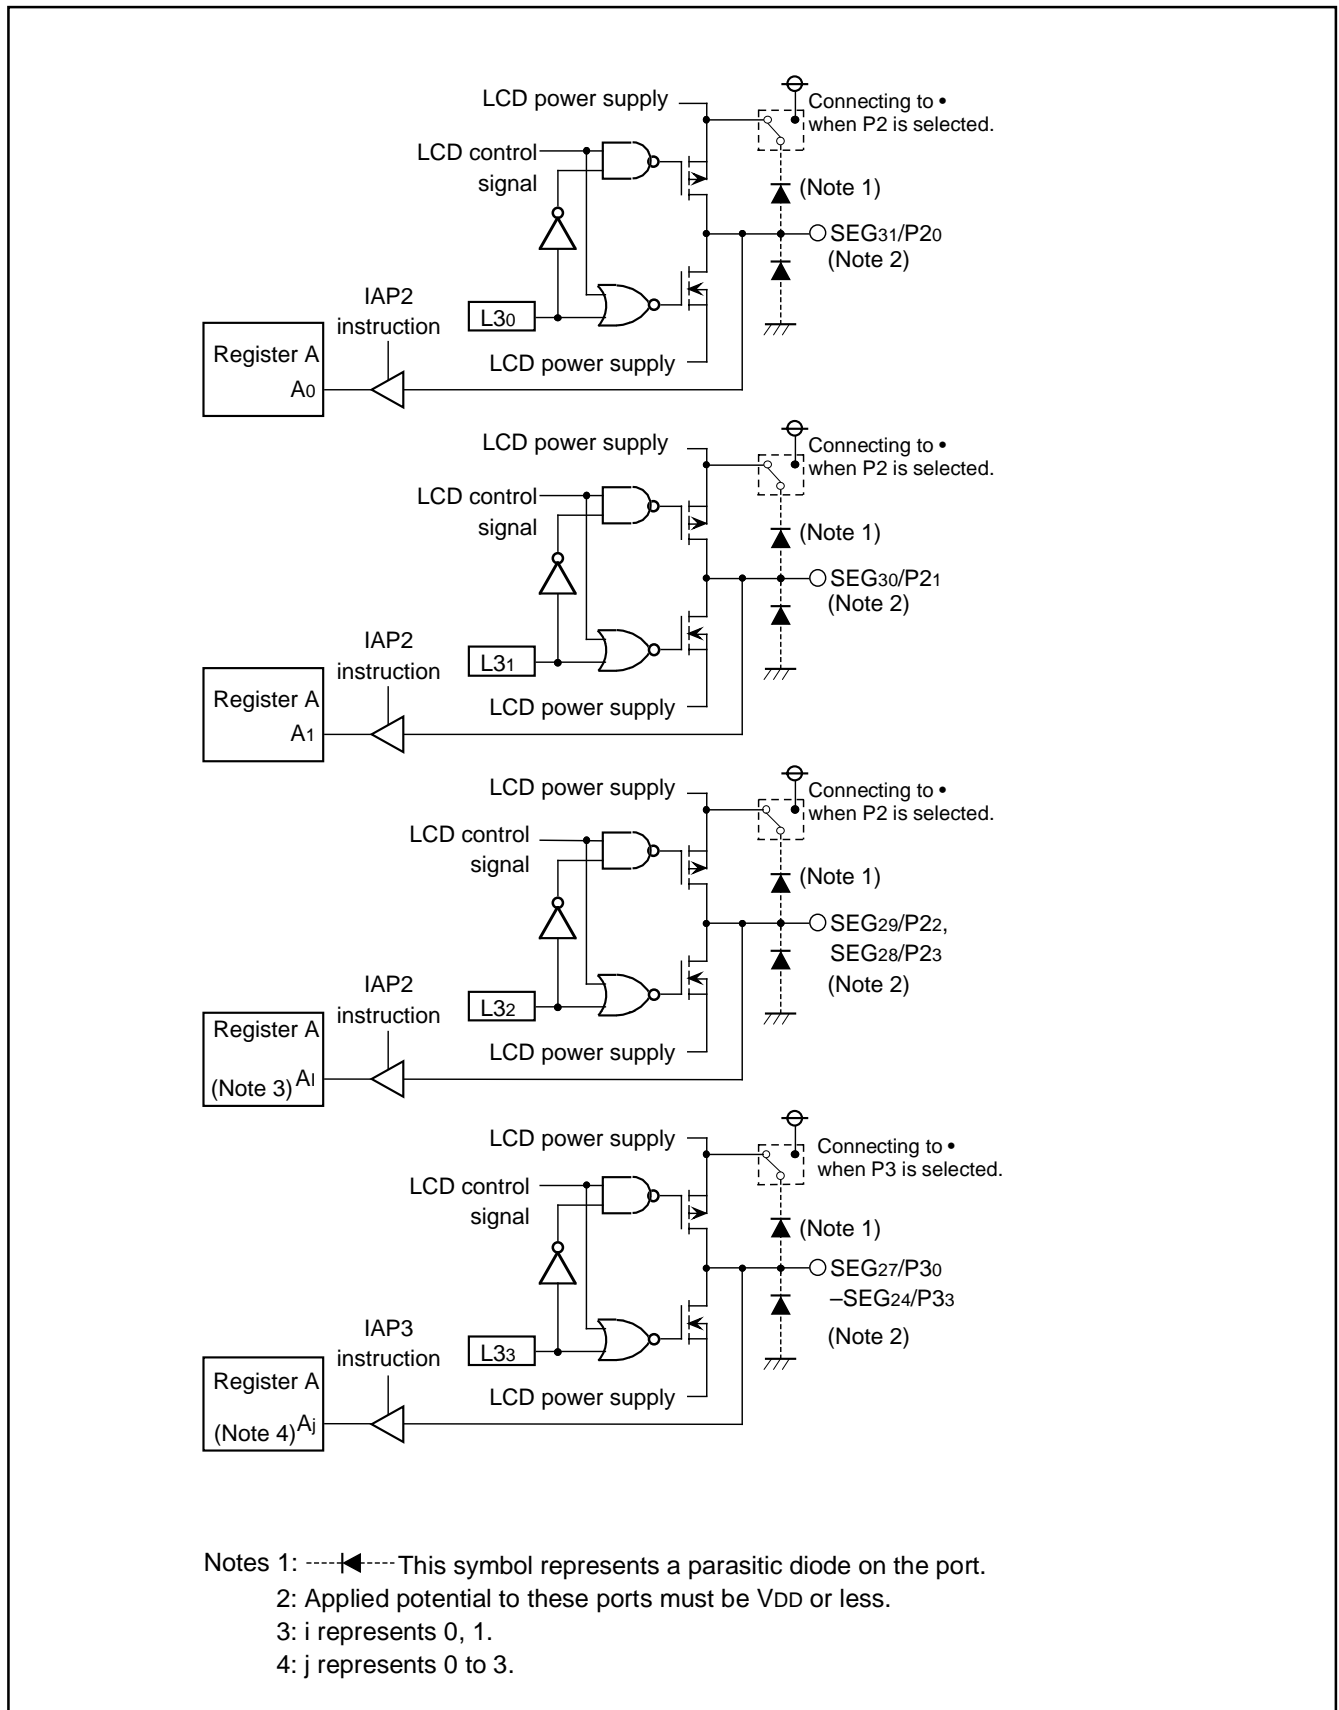 LCD power supply
Connecting to •
when P2 is selected.
LCD control
signal
(Note 1)
SEG31/P20
(Note 2)
IAP2
instruction
L30
Register A
A0
LCD power supply
LCD power supply
Connecting to •
when P2 is selected.
LCD control
signal
(Note 1)
SEG30/P21
(Note 2)
IAP2
instruction
L31
Register A
A1
LCD power supply
LCD power supply
Connecting to •
when P2 is selected.
LCD control
signal
(Note 1)
SEG29/P22,
SEG28/P23
(Note 2)
IAP2
instruction
L32
Register A
(Note 3) Al
LCD power supply
LCD power supply
Connecting to •
when P3 is selected.
LCD control
signal
(Note 1)
SEG27/P30
–SEG24/P33
(Note 2)
IAP3
instruction
L33
Register A
(Note 4) Aj
LCD power supply
Notes 1: This symbol represents a parasitic diode on the port.
2: Applied potential to these ports must be VDD or less.
3: i represents 0, 1.
4: j represents 0 to 3.